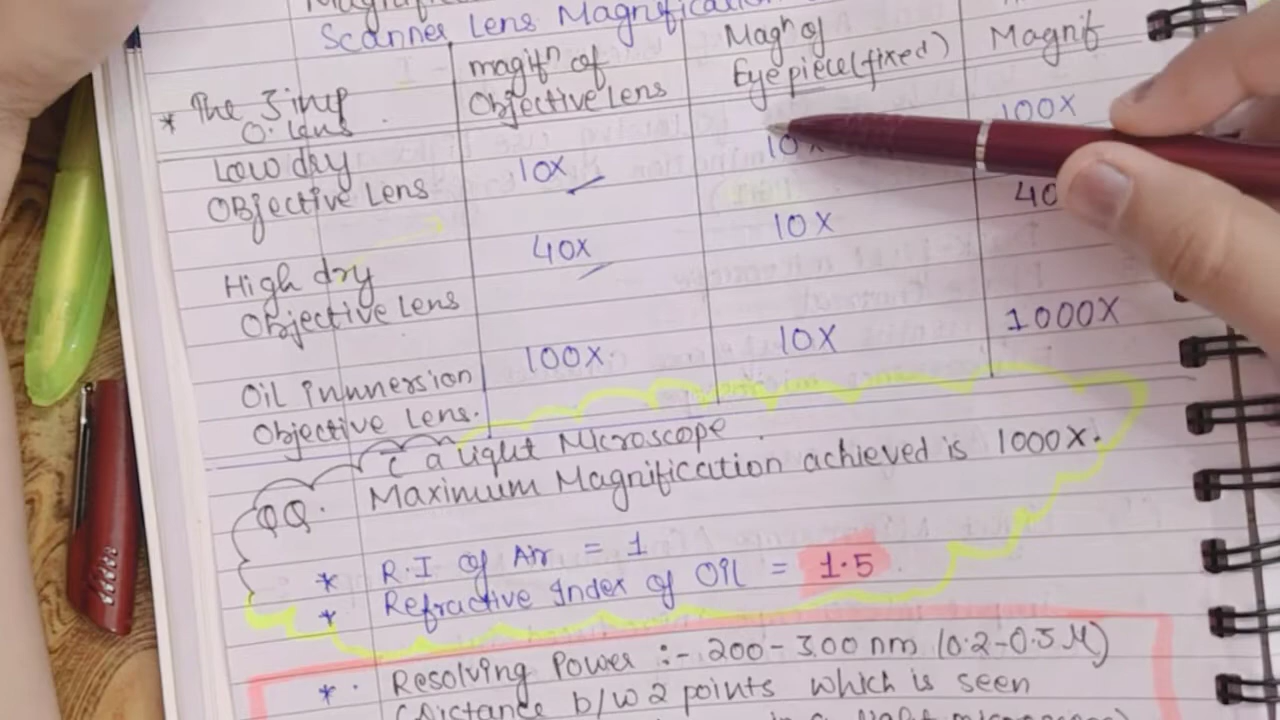 Scanner Lens Magnification
* The 3 imp O. Lens
magifⁿ of Objective Lens
Magⁿ of Eyepiece (fixed)
Magnif
Low dry Objective Lens 10X 10X 100X
High dry Objective Lens 40X 10X 40
Oil immersion Objective Lens. 100X 10X 1000X
QQ. c̄ a light Microscope
Maximum Magnification achieved is 1000X.
* R.I of Air = 1
* Refractive Index of Oil = 1.5
* Resolving Power :- 200-300 nm (0.2-0.3 M)
(Distance b/w 2 points which is seen